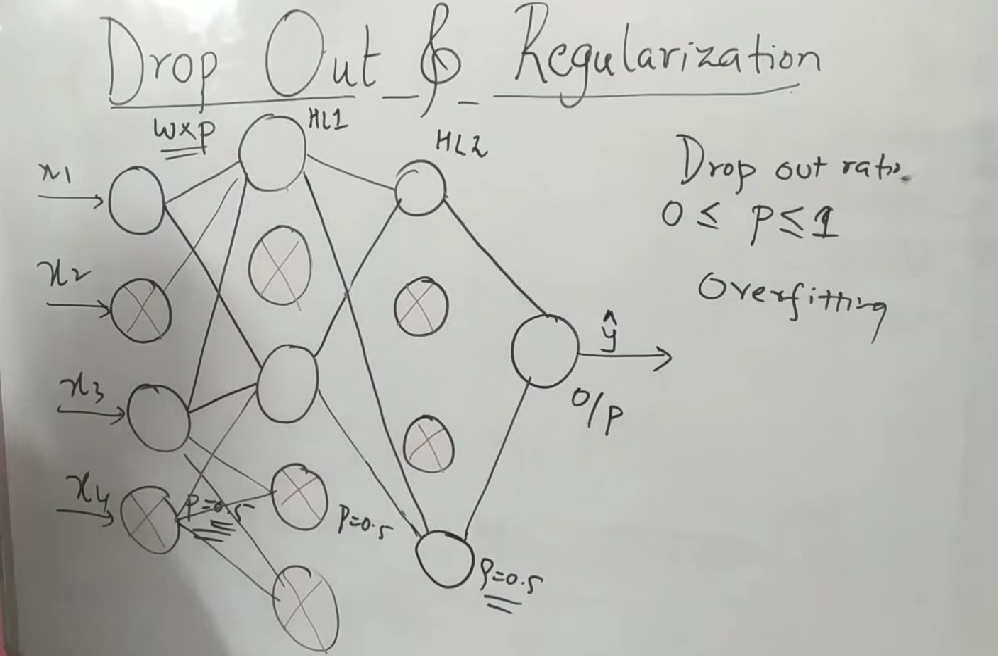 Drop Out & Regularization
w×p
HL1
HL2
x1
x2
x3
x4
Drop out ratio
0 ≤ p ≤ 1
Overfitting
ŷ
O/P
P=0.5
P=0.5
P=0.5